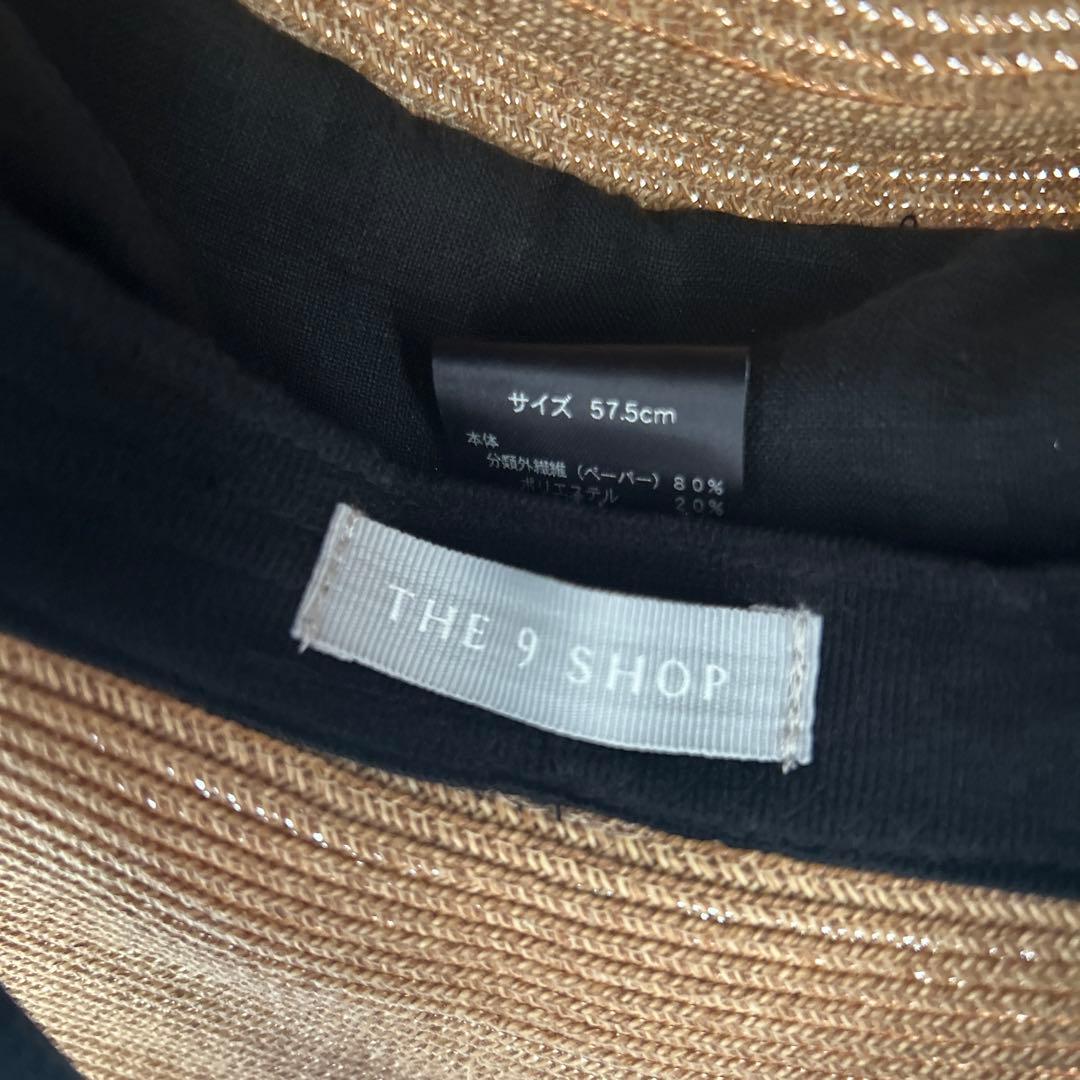 サイズ 57.5cm
本体
分類外繊維（ペーパー）80%
ポリエステル 20%
THE 9 SHOP